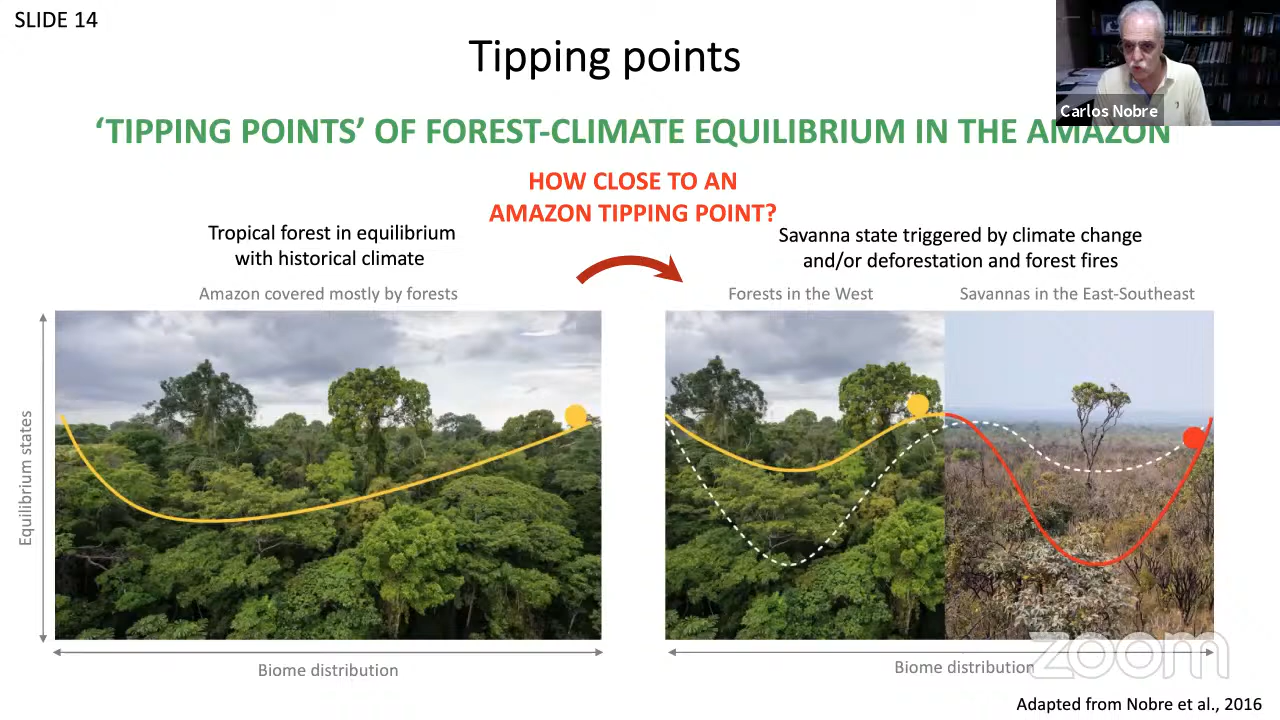 SLIDE 14
Tipping points
Carlos Nobre
‘TIPPING POINTS’ OF FOREST-CLIMATE EQUILIBRIUM IN THE AMAZON
HOW CLOSE TO AN
AMAZON TIPPING POINT?
Tropical forest in equilibrium
with historical climate
Savanna state triggered by climate change
and/or deforestation and forest fires
Amazon covered mostly by forests
Forests in the West
Savannas in the East-Southeast
Equilibrium states
Biome distribution
Biome distribution
zoom
Adapted from Nobre et al., 2016